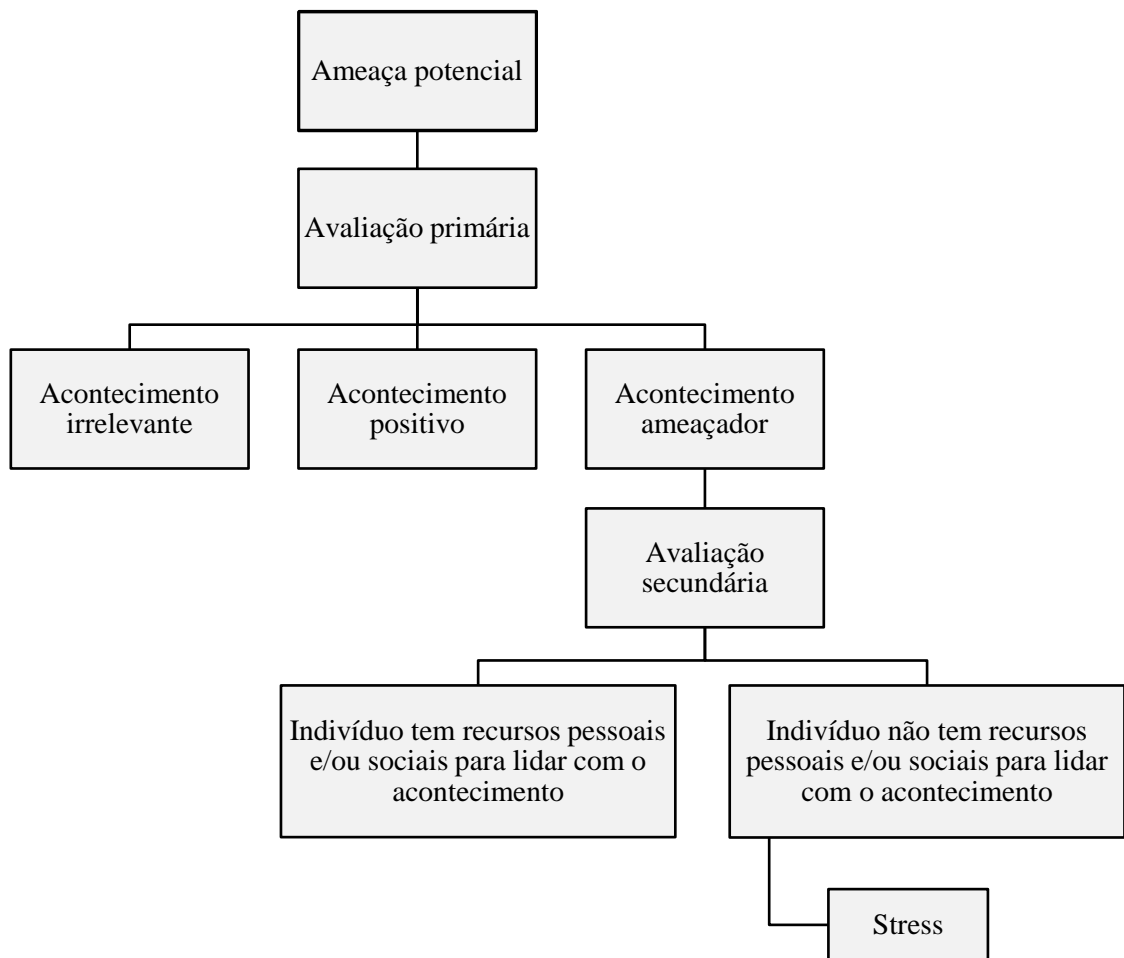 Ameaça potencial
Avaliação primária
Acontecimento
irrelevante
Acontecimento
positivo
Acontecimento
ameaçador
Avaliação
secundária
Indivíduo tem recursos pessoais
e/ou sociais para lidar com o
acontecimento
Indivíduo não tem recursos
pessoais e/ou sociais para lidar
com o acontecimento
Stress